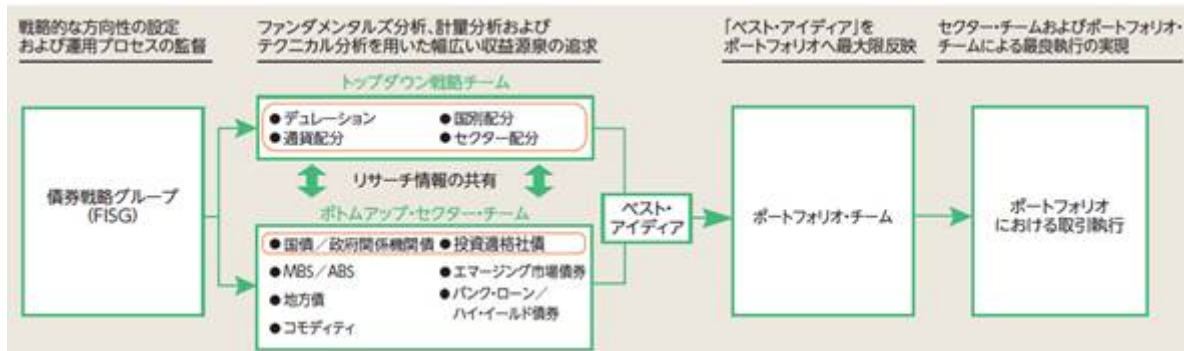 戦略的な方向性の設定
および運用プロセスの監督
ファンダメンタルズ分析、計量分析および
テクニカル分析を用いた幅広い収益源泉の追求
「ベスト・アイディア」を
ポートフォリオへ最大限反映
セクター・チームおよびポートフォリオ・
チームによる最良執行の実現
債券戦略グループ
(FISG)
トップダウン戦略チーム
●デュレーション ●国別配分
●通貨配分 ●セクター配分
リサーチ情報の共有
ボトムアップ・セクター・チーム
●国債／政府関係機関債 ●投資適格社債
●MBS／ABS ●エマージング市場債券
●地方債 ●バンク・ローン／
ハイ・イールド債券
●コモディティ
ベスト・
アイディア
ポートフォリオ・チーム
ポートフォリオ
における取引執行